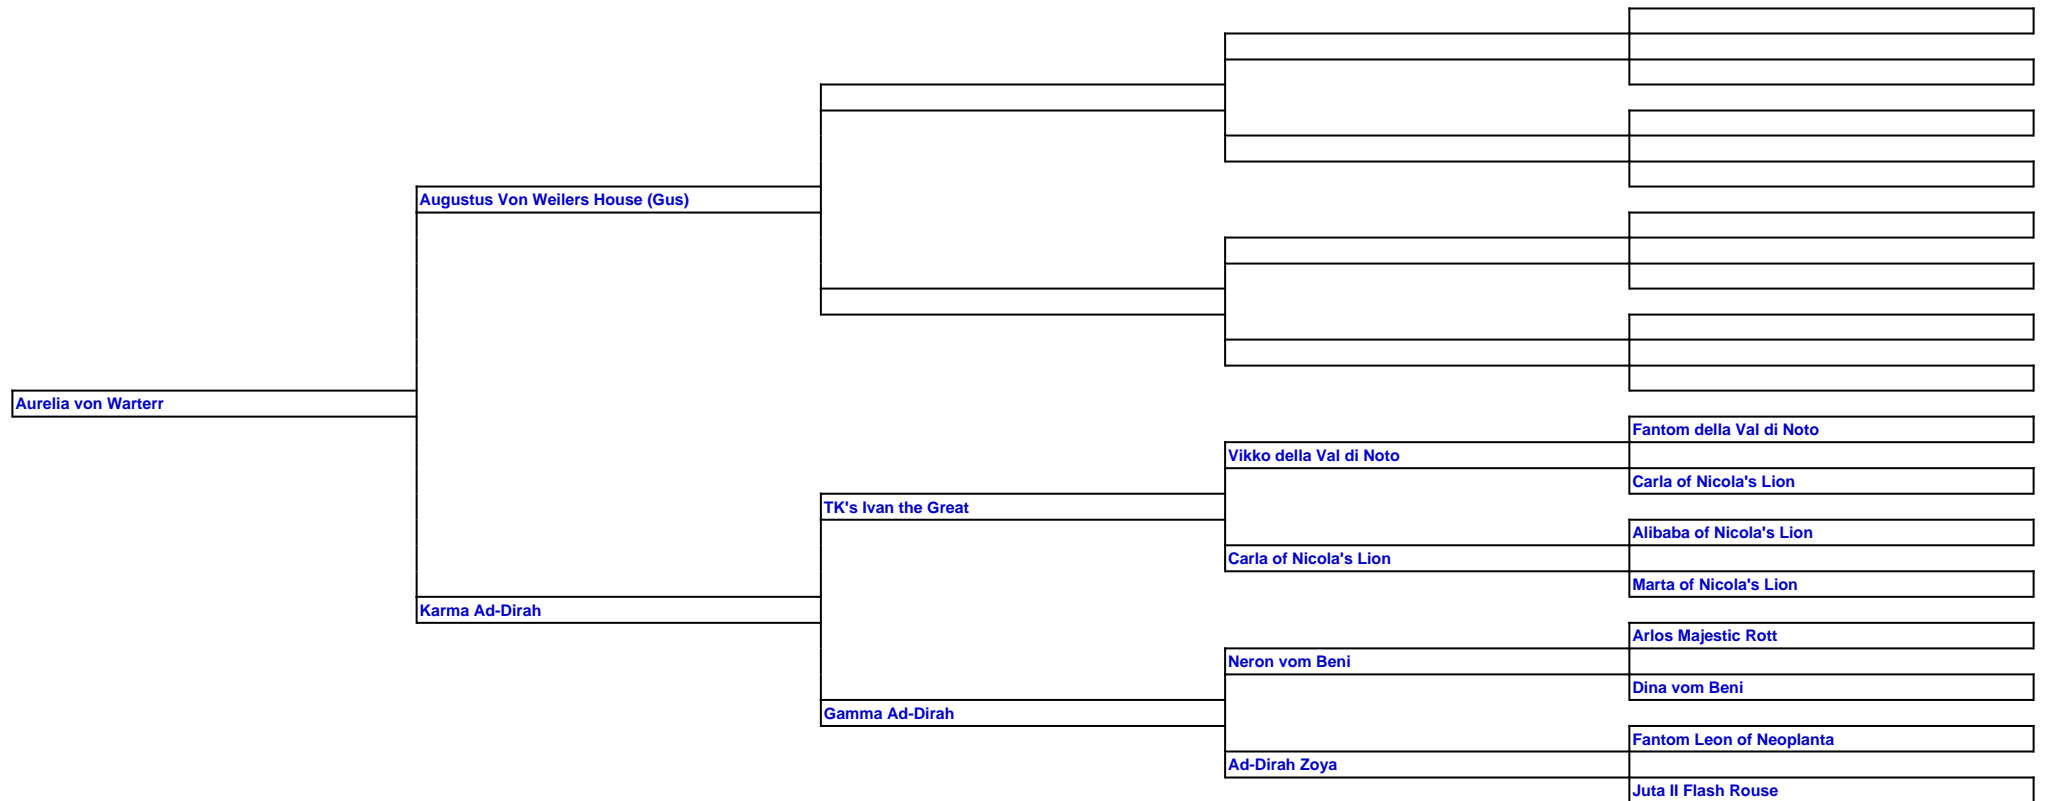 Augustus Von Weilers House (Gus)
Aurelia von Warterr
Fantom della Val di Noto
Vikko della Val di Noto
Carla of Nicola's Lion
TK's Ivan the Great
Alibaba of Nicola's Lion
Carla of Nicola's Lion
Marta of Nicola's Lion
Karma Ad-Dirah
Arlos Majestic Rott
Neron vom Beni
Dina vom Beni
Gamma Ad-Dirah
Fantom Leon of Neoplanta
Ad-Dirah Zoya
Juta II Flash Rouse